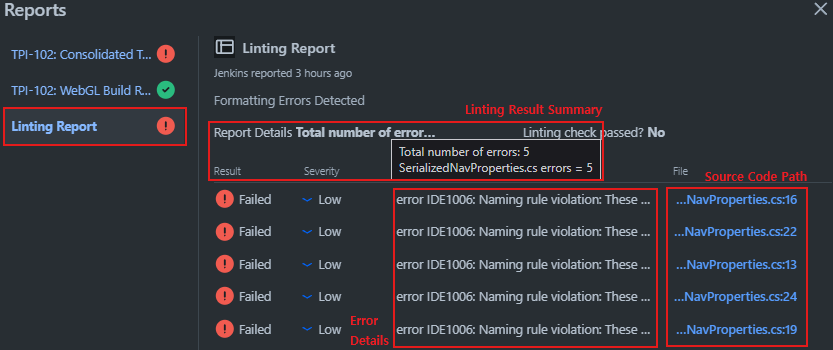 Reports
TPI-102: Consolidated T...
TPI-102: WebGL Build R...
Linting Report
Linting Report
Jenkins reported 3 hours ago
Formatting Errors Detected
Linting Result Summary
Report Details Total number of error... Linting check passed? No
Total number of errors: 5
SerializedNavProperties.cs errors = 5
Result Severity File
Source Code Path
Failed Low error IDE1006: Naming rule violation: These ... ...NavProperties.cs:16
Failed Low error IDE1006: Naming rule violation: These ... ...NavProperties.cs:22
Failed Low error IDE1006: Naming rule violation: These ... ...NavProperties.cs:13
Failed Low error IDE1006: Naming rule violation: These ... ...NavProperties.cs:24
Failed Low error IDE1006: Naming rule violation: These ... ...NavProperties.cs:19
Error
Details